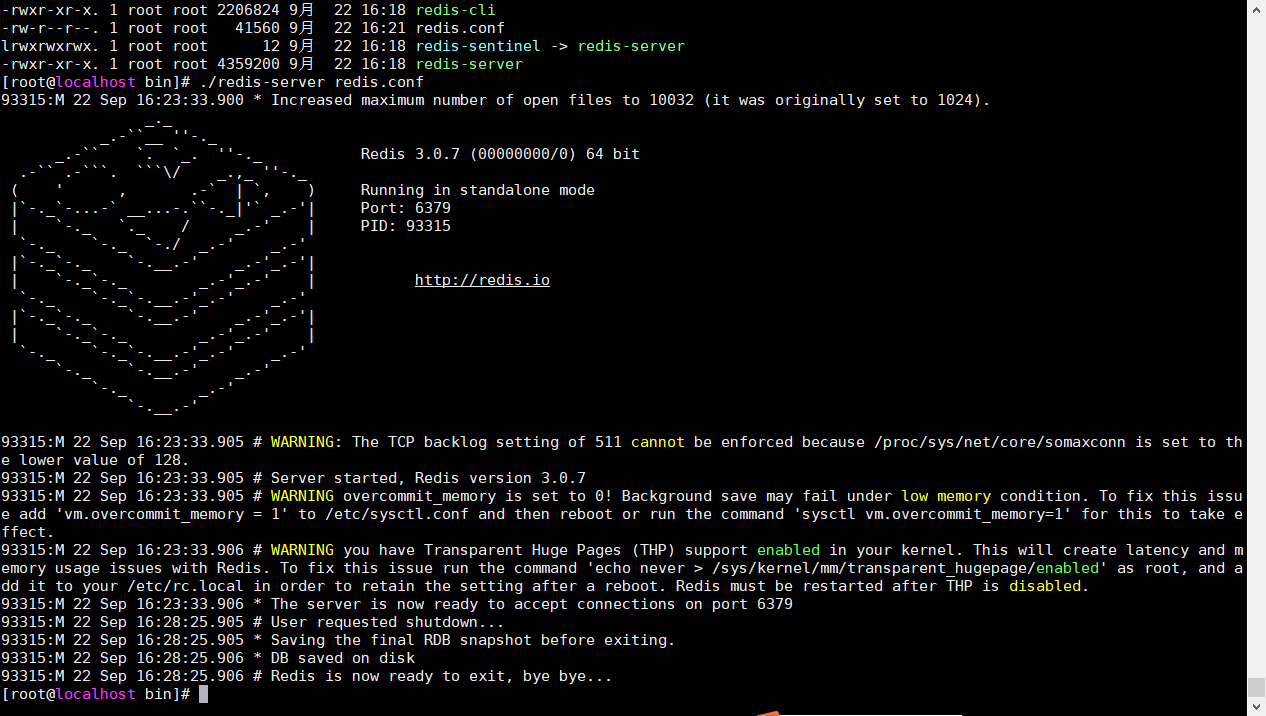 -rwxr-xr-x. 1 root root 2206824 9月  22 16:18 redis-cli
-rw-r--r--. 1 root root   41560 9月  22 16:21 redis.conf
lrwxrwxrwx. 1 root root      12 9月  22 16:18 redis-sentinel -> redis-server
-rwxr-xr-x. 1 root root 4359200 9月  22 16:18 redis-server
[root@localhost bin]# ./redis-server redis.conf
93315:M 22 Sep 16:23:33.900 * Increased maximum number of open files to 10032 (it was originally set to 1024).
Redis 3.0.7 (00000000/0) 64 bit
Running in standalone mode
Port: 6379
PID: 93315
http://redis.io
93315:M 22 Sep 16:23:33.905 # WARNING: The TCP backlog setting of 511 cannot be enforced because /proc/sys/net/core/somaxconn is set to th
e lower value of 128.
93315:M 22 Sep 16:23:33.905 # Server started, Redis version 3.0.7
93315:M 22 Sep 16:23:33.905 # WARNING overcommit_memory is set to 0! Background save may fail under low memory condition. To fix this issu
e add 'vm.overcommit_memory = 1' to /etc/sysctl.conf and then reboot or run the command 'sysctl vm.overcommit_memory=1' for this to take e
ffect.
93315:M 22 Sep 16:23:33.906 # WARNING you have Transparent Huge Pages (THP) support enabled in your kernel. This will create latency and m
emory usage issues with Redis. To fix this issue run the command 'echo never > /sys/kernel/mm/transparent_hugepage/enabled' as root, and a
dd it to your /etc/rc.local in order to retain the setting after a reboot. Redis must be restarted after THP is disabled.
93315:M 22 Sep 16:23:33.906 * The server is now ready to accept connections on port 6379
93315:M 22 Sep 16:28:25.905 # User requested shutdown...
93315:M 22 Sep 16:28:25.905 * Saving the final RDB snapshot before exiting.
93315:M 22 Sep 16:28:25.906 * DB saved on disk
93315:M 22 Sep 16:28:25.906 # Redis is now ready to exit, bye bye...
[root@localhost bin]#